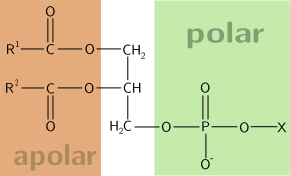 O O
polar
R¹ C O CH₂
R² C O CH O
O H₂C O P O X
apolar O⁻